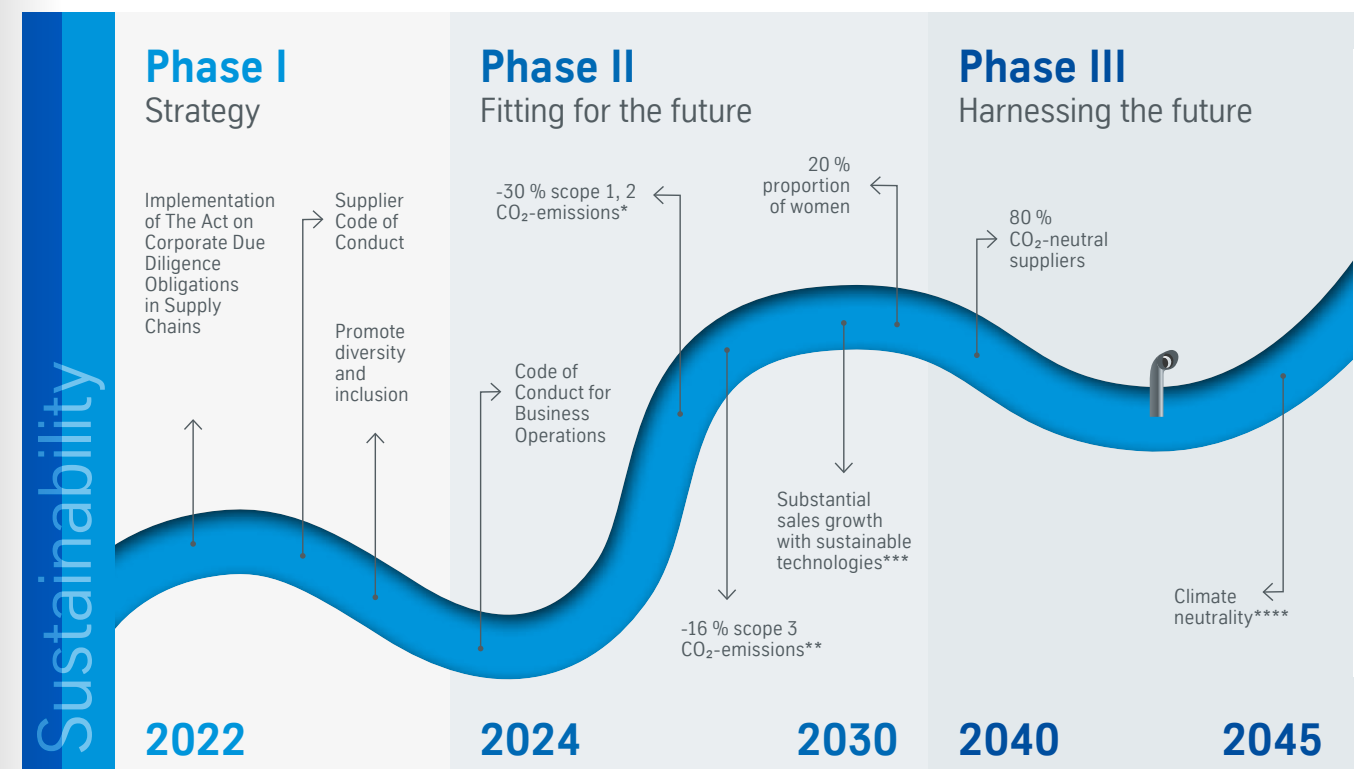 Sustainability
Phase I
Strategy
Implementation
of The Act on
Corporate Due
Diligence
Obligations
in Supply
Chains
Supplier
Code of
Conduct
Promote
diversity
and
inclusion
2022
Phase II
Fitting for the future
Code of
Conduct for
Business
Operations
-30 % scope 1, 2
CO₂-emissions*
-16 % scope 3
CO₂-emissions**
20 %
proportion
of women
Substantial
sales growth
with sustainable
technologies***
2024
2030
Phase III
Harnessing the future
80 %
CO₂-neutral
suppliers
Climate
neutrality****
2040
2045